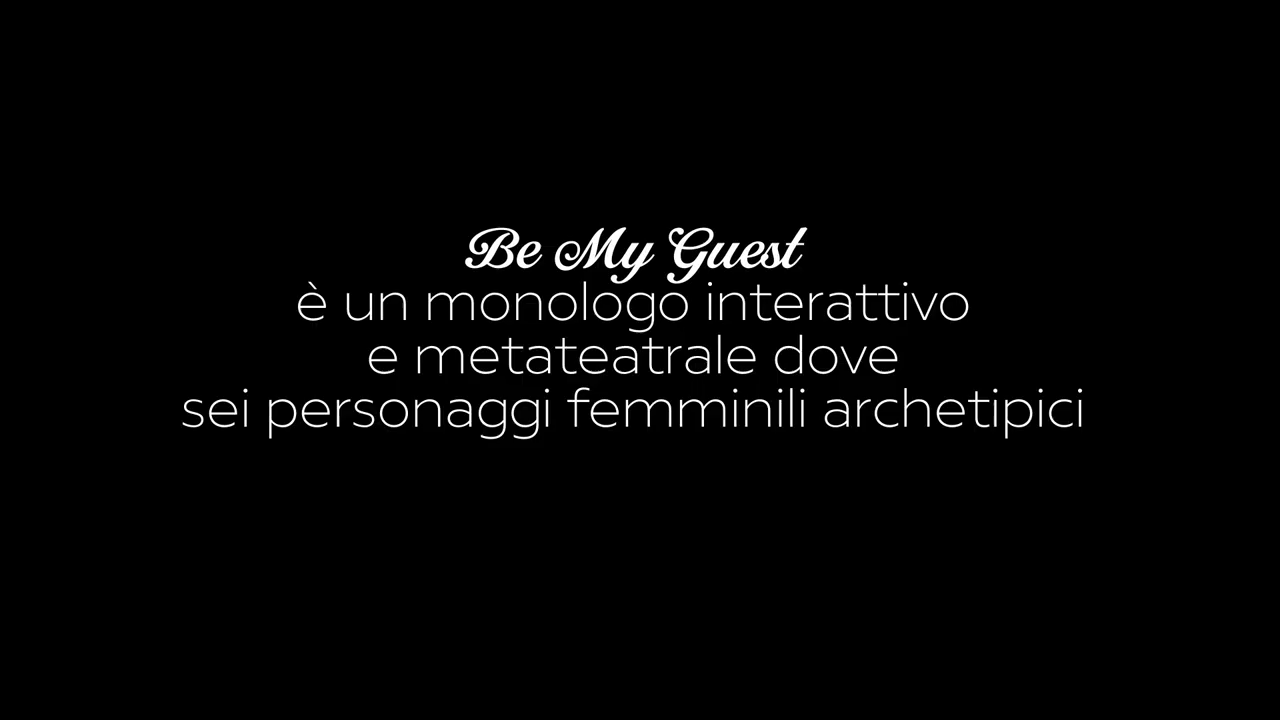 Be My Guest
è un monologo interattivo
e metateatrale dove
sei personaggi femminili archetipici